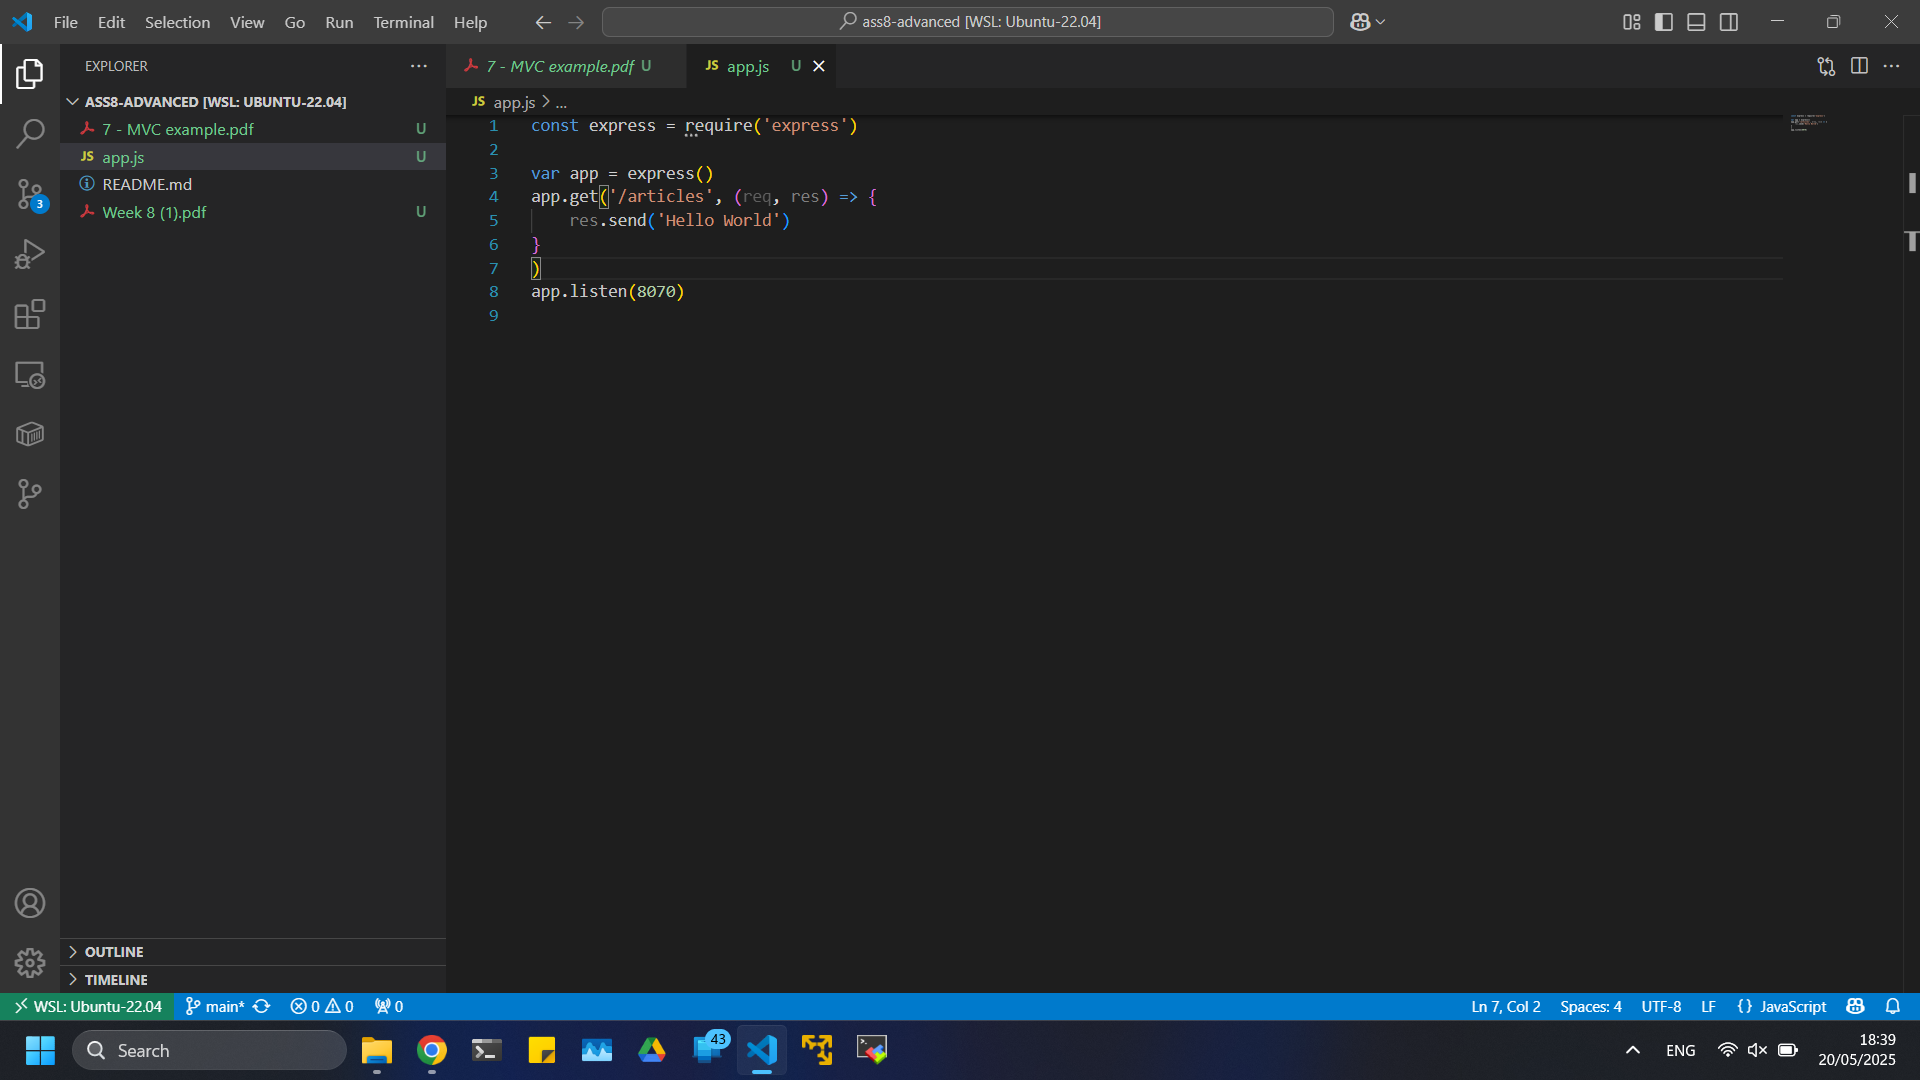 File Edit Selection View Go Run Terminal Help
ass8-advanced [WSL: Ubuntu-22.04]
EXPLORER
ASS8-ADVANCED [WSL: UBUNTU-22.04]
7 - MVC example.pdf U
JS app.js U
README.md
Week 8 (1).pdf U
3
OUTLINE
TIMELINE
7 - MVC example.pdf U
JS app.js U
JS app.js > ...
1 const express = require('express')
2
3 var app = express()
4 app.get('/articles', (req, res) => {
5 res.send('Hello World')
6 }
7 )
8 app.listen(8070)
9
WSL: Ubuntu-22.04 main* 0 0 0 Ln 7, Col 2 Spaces: 4 UTF-8 LF {} JavaScript
Search
43
ENG
18:39
20/05/2025